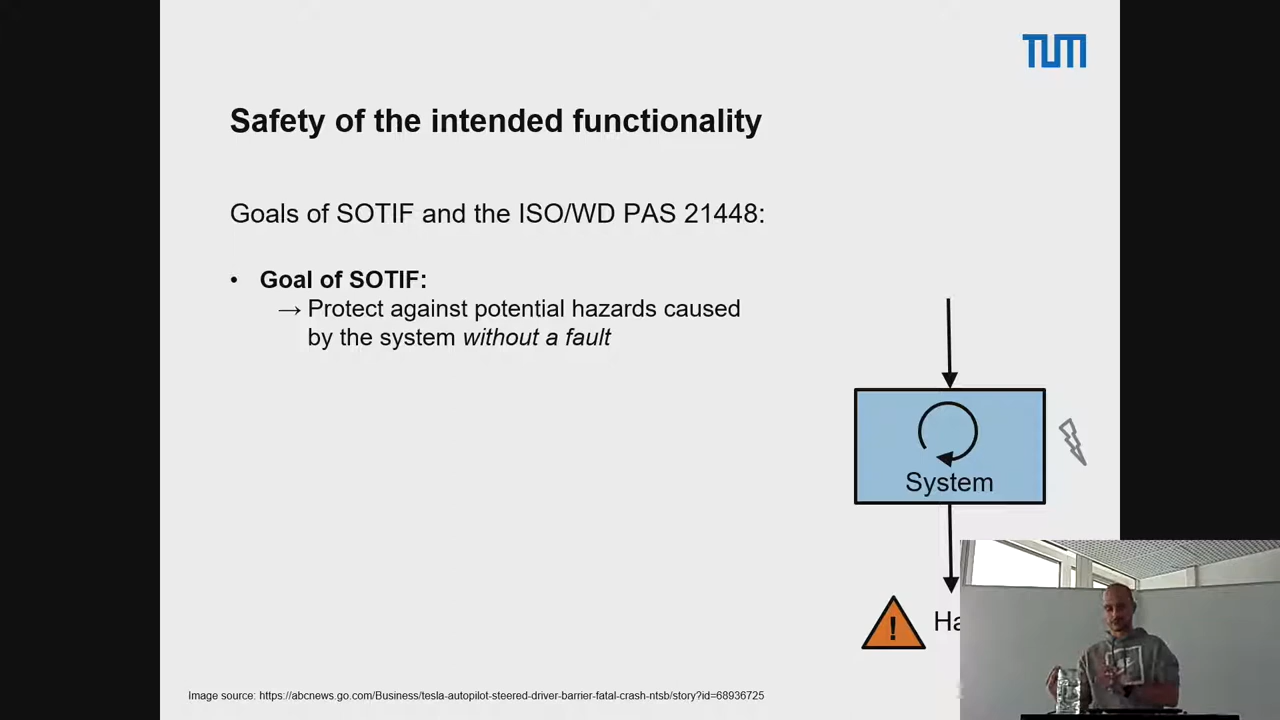 TUM
Safety of the intended functionality
Goals of SOTIF and the ISO/WD PAS 21448:
• Goal of SOTIF:
→ Protect against potential hazards caused
by the system without a fault
System
!
Image source: https://abcnews.go.com/Business/tesla-autopilot-steered-driver-barrier-fatal-crash-ntsb/story?id=68936725